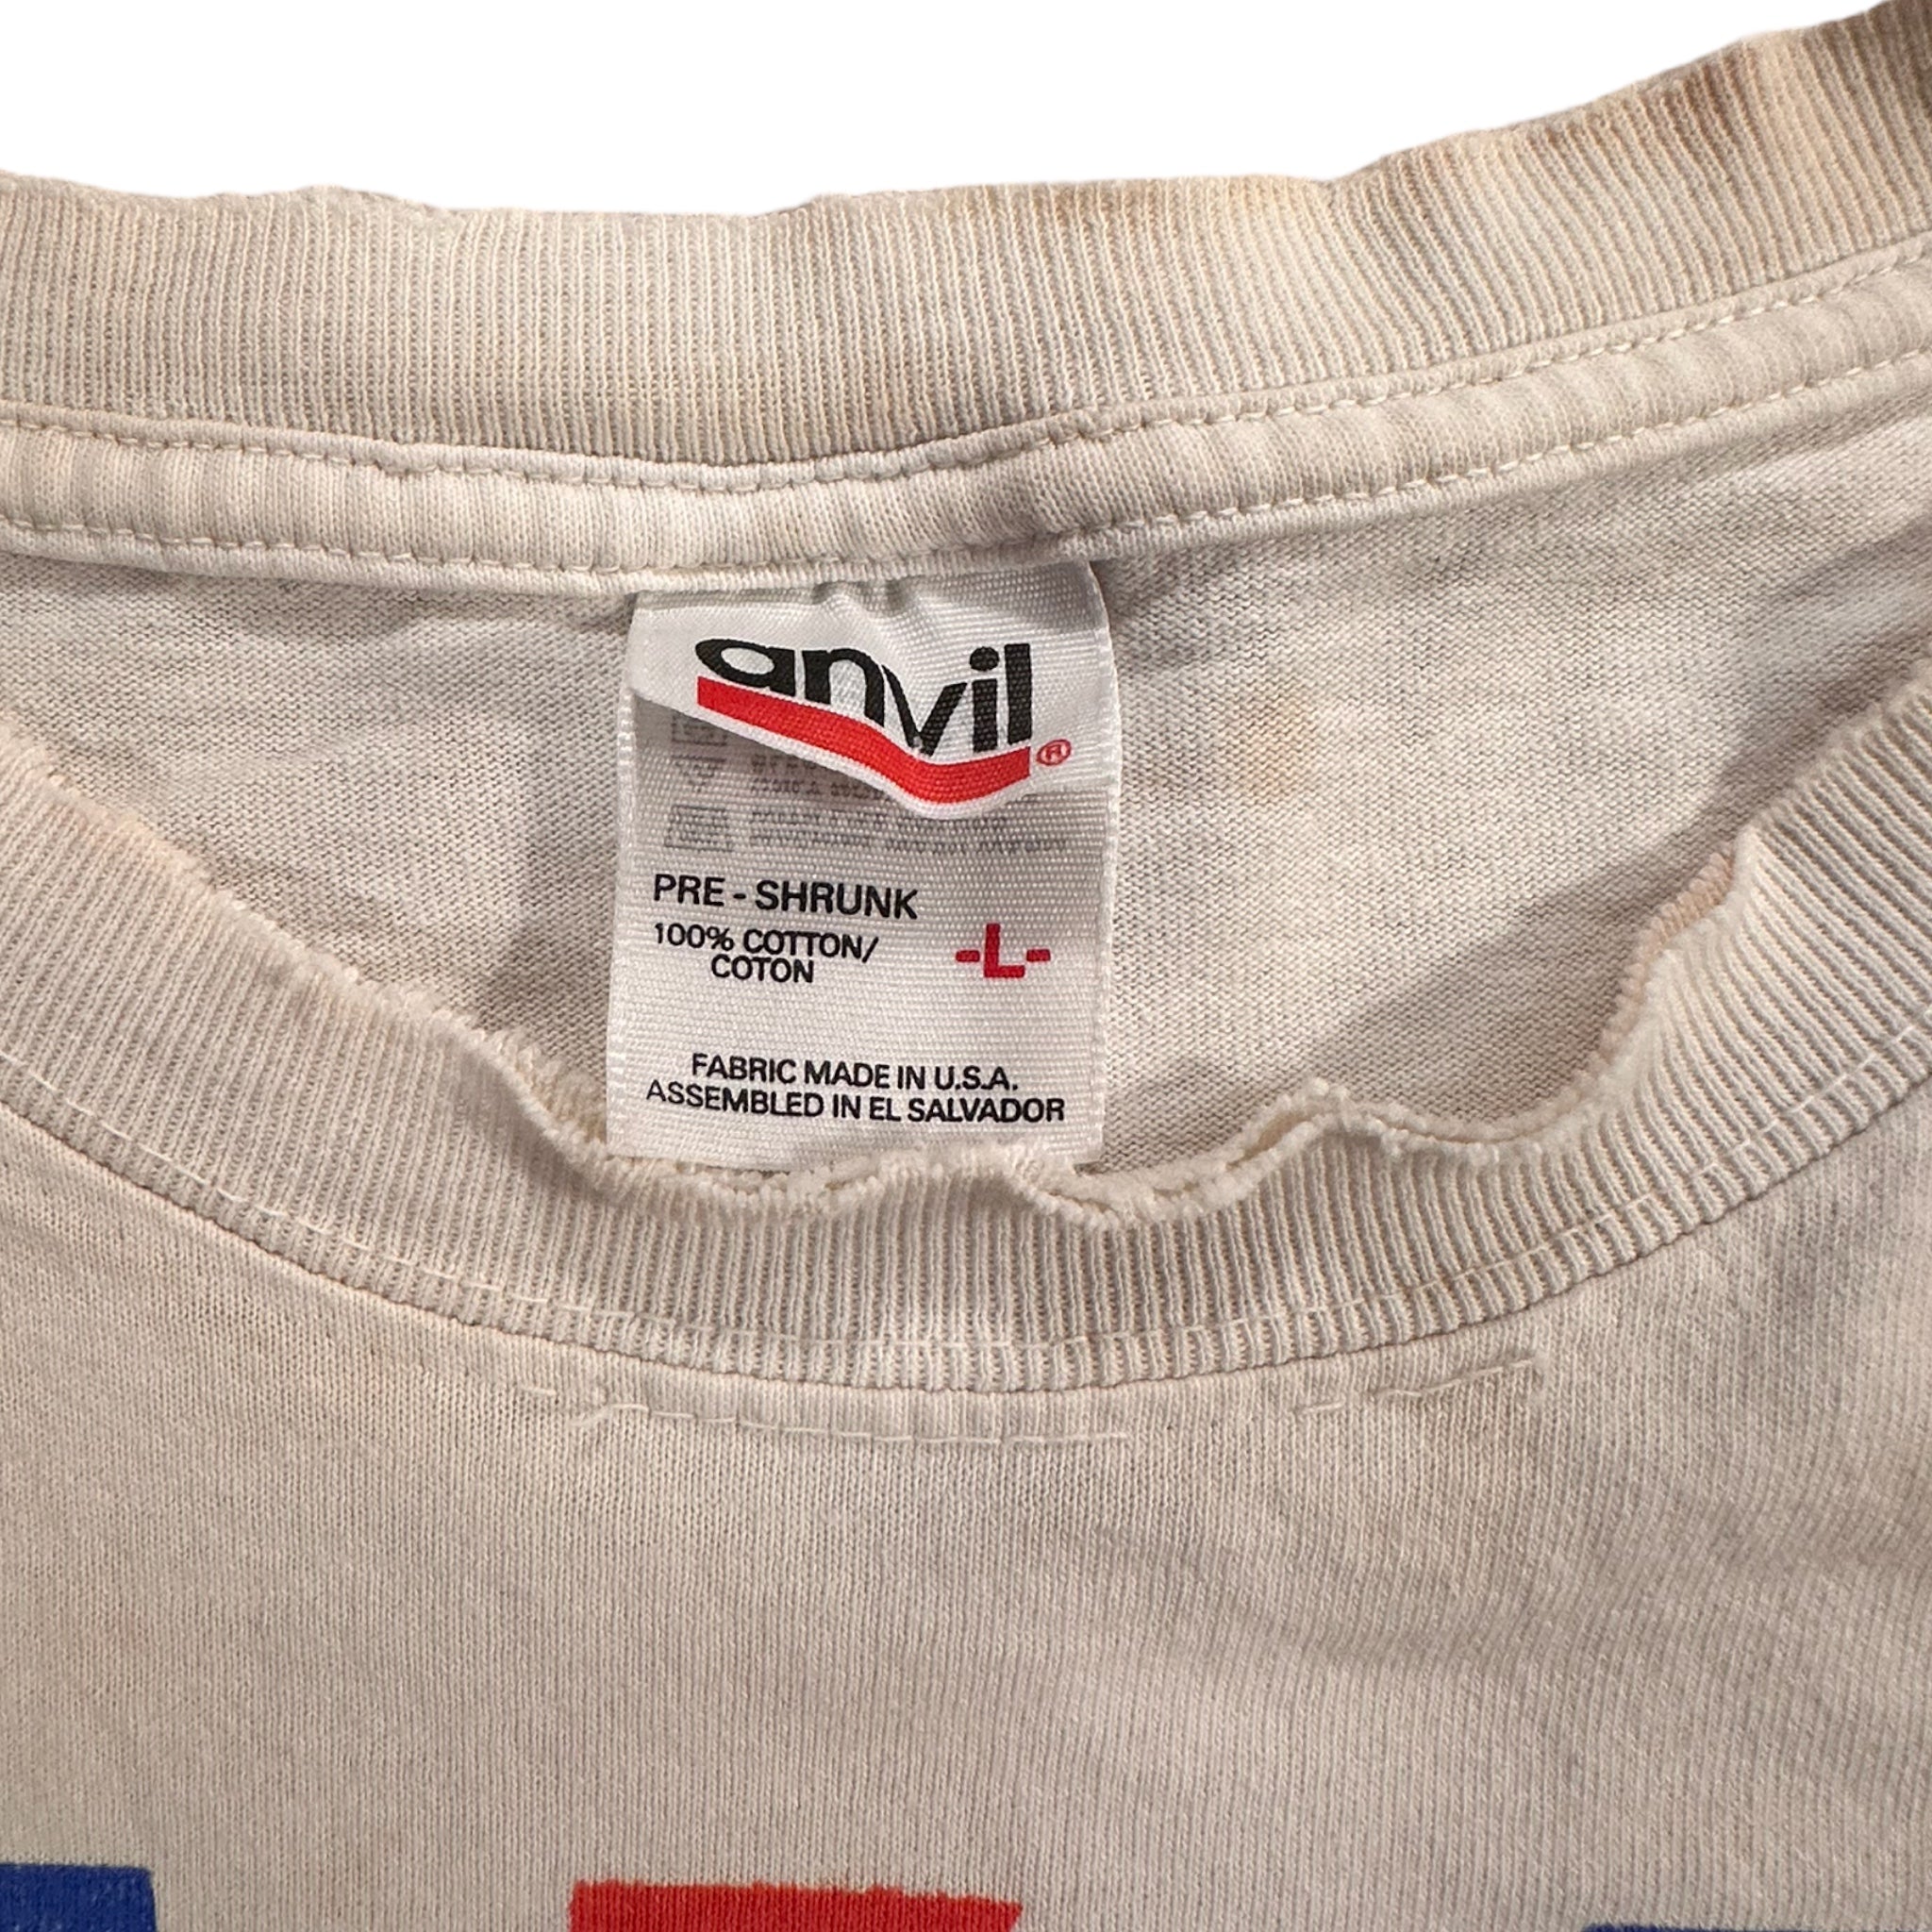 anvil®
PRE - SHRUNK
100% COTTON/
COTON
-L-
FABRIC MADE IN U.S.A.
ASSEMBLED IN EL SALVADOR